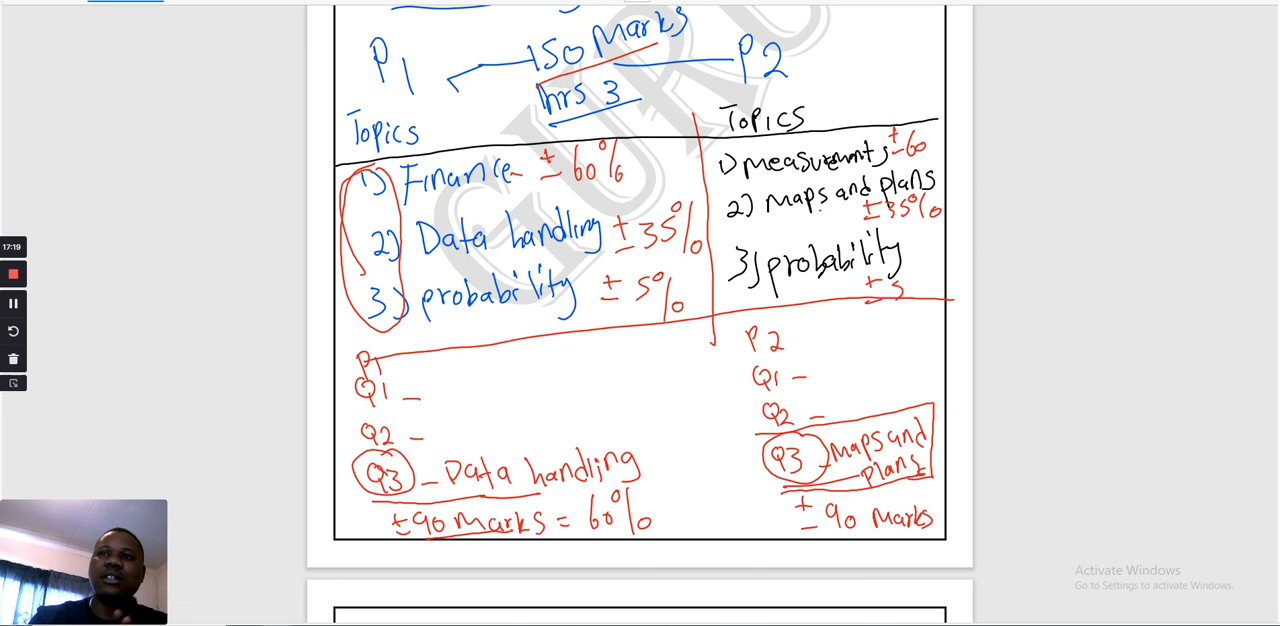 150 Marks
P1
P2
hrs 3
Topics
1) Finance - ± 60%
2) Data handling ± 35%
3) probability ± 5%
TOPICS
1) measurements ± 60
2) maps and plans
± 35%
3) probability
± 5
P1
Q1 -
Q2 -
Q3 - Data handling
± 90 Marks = 60%
P2
Q1 -
Q2 -
Q3 - Maps and
plans
± 90 Marks
GURU
17:19
Activate Windows
Go to Settings to activate Windows.